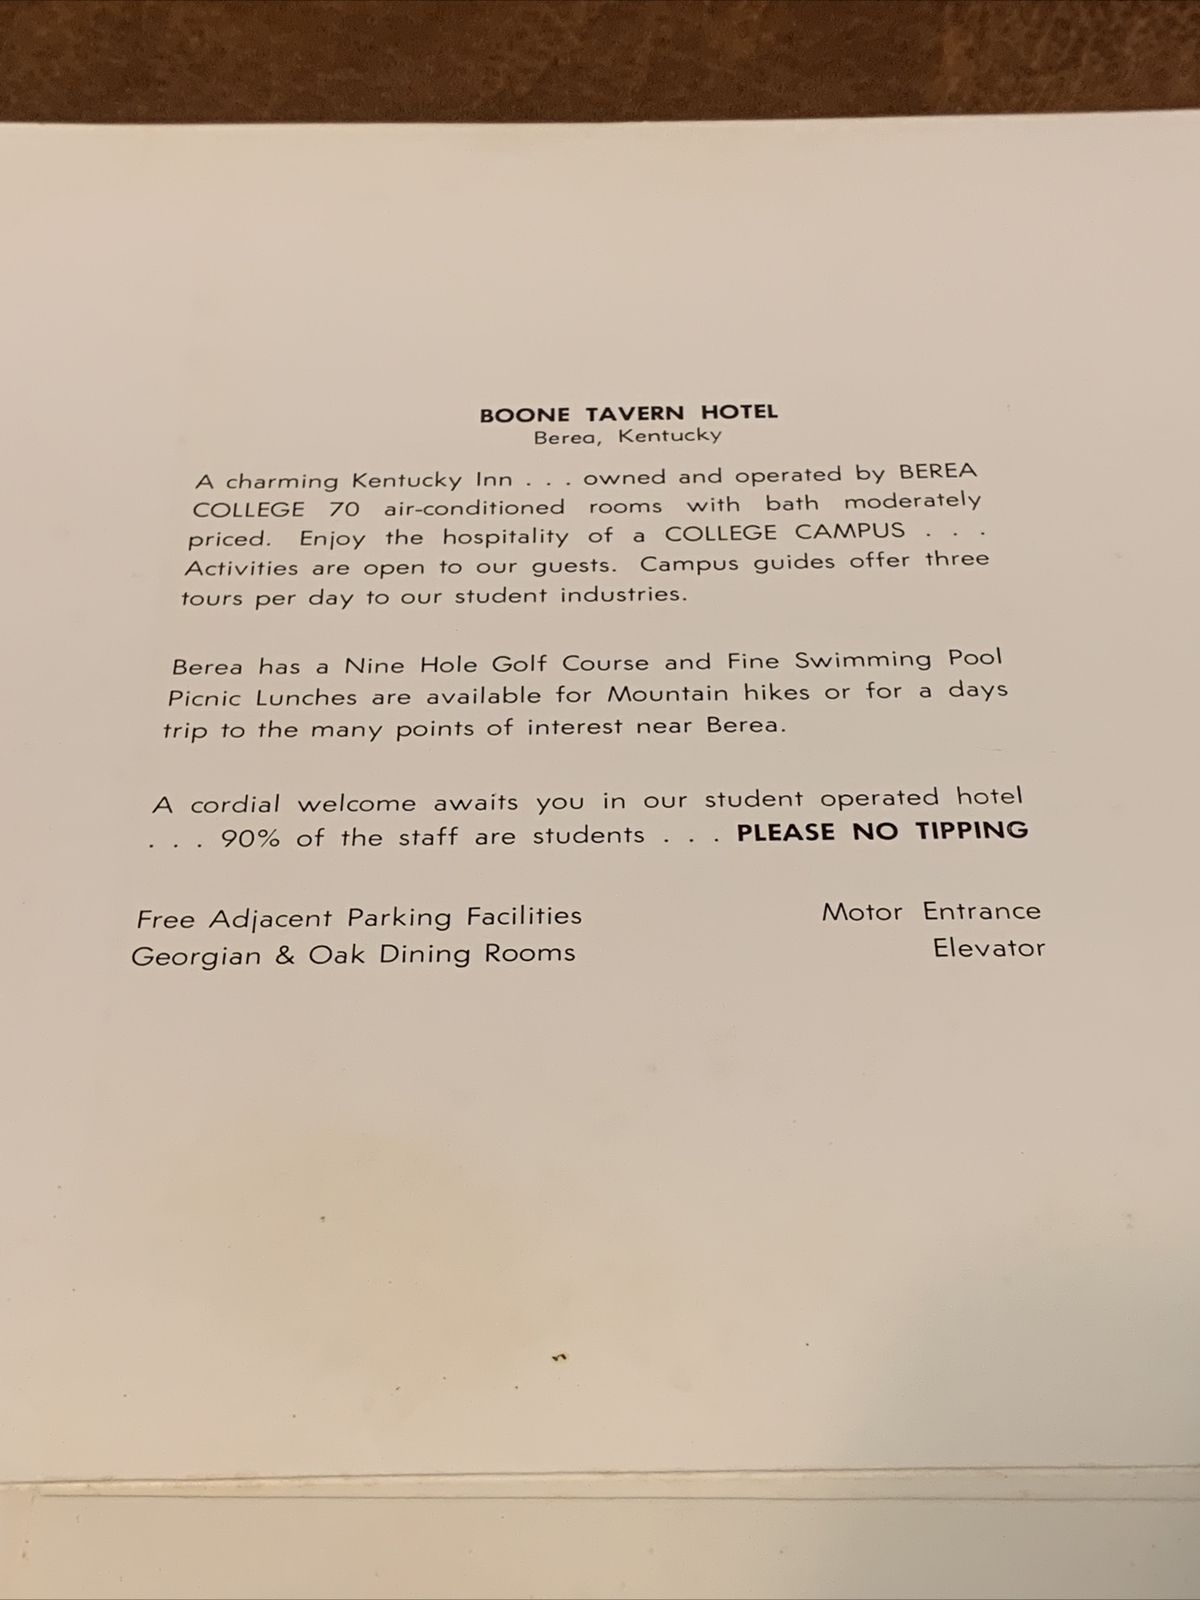 BOONE TAVERN HOTEL
Berea, Kentucky
A charming Kentucky Inn . . . owned and operated by BEREA
COLLEGE 70 air-conditioned rooms with bath moderately
priced. Enjoy the hospitality of a COLLEGE CAMPUS . . .
Activities are open to our guests. Campus guides offer three
tours per day to our student industries.
Berea has a Nine Hole Golf Course and Fine Swimming Pool
Picnic Lunches are available for Mountain hikes or for a days
trip to the many points of interest near Berea.
A cordial welcome awaits you in our student operated hotel
. . . 90% of the staff are students . . . PLEASE NO TIPPING
Free Adjacent Parking Facilities Motor Entrance
Georgian & Oak Dining Rooms Elevator